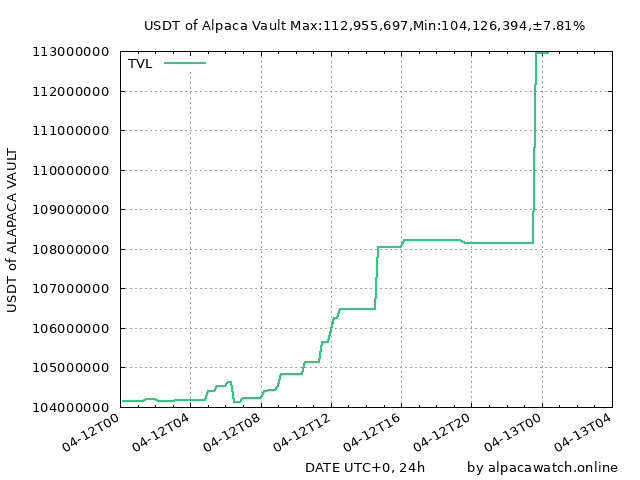 USDT of Alpaca Vault Max:112,955,697,Min:104,126,394,±7.81%
113000000
TVL
112000000
111000000
110000000
109000000
108000000
107000000
106000000
105000000
104000000
USDT of ALAPACA VAULT
04-12T00
04-12T04
04-12T08
04-12T12
04-12T16
04-12T20
04-13T00
04-13T04
DATE UTC+0, 24h
by alpacawatch.online